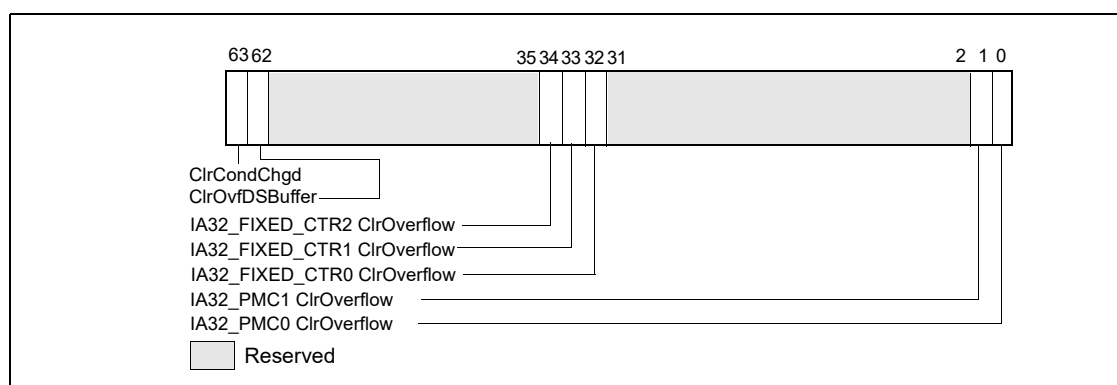 63 62 35 34 33 32 31 2 1 0
ClrCondChgd
ClrOvfDSBuffer
IA32_FIXED_CTR2 ClrOverflow
IA32_FIXED_CTR1 ClrOverflow
IA32_FIXED_CTR0 ClrOverflow
IA32_PMC1 ClrOverflow
IA32_PMC0 ClrOverflow
Reserved